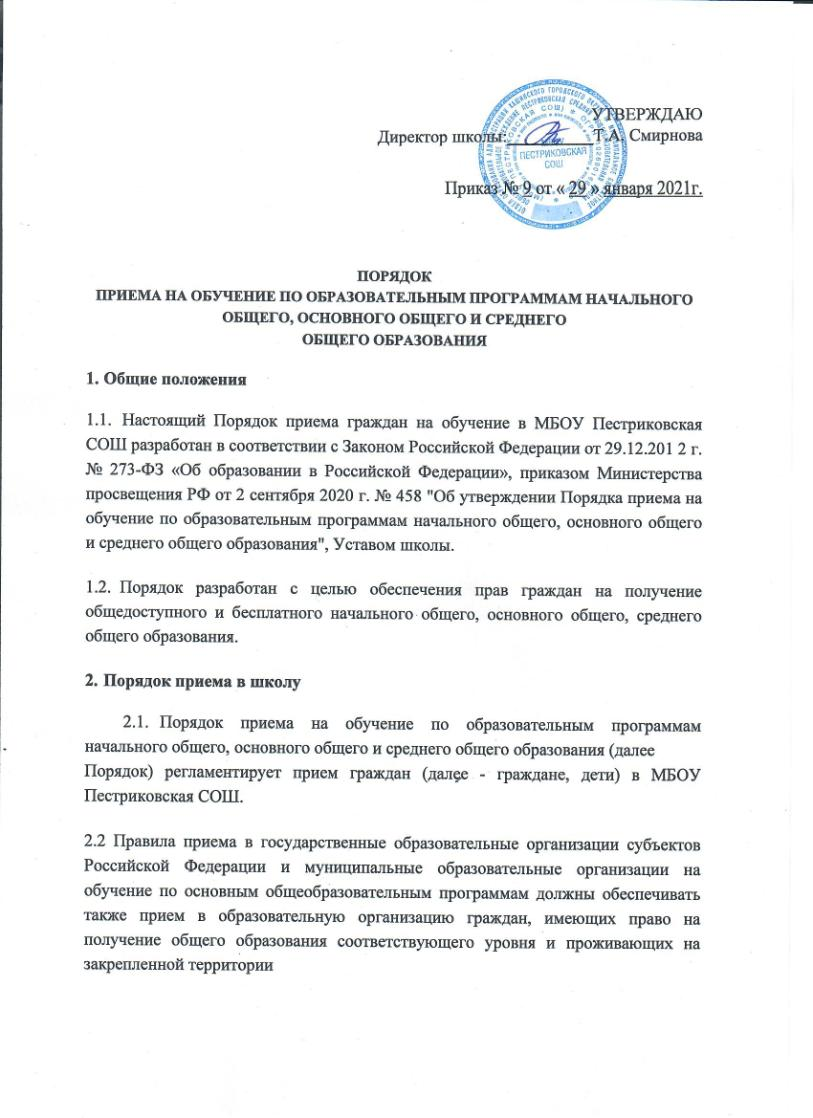 УТВЕРЖДАЮ
Директор школы: Т.А. Смирнова
ПЕСТРИКОВСКАЯ
СОШ
Приказ № 9 от « 29 » января 2021г.
ПОРЯДОК
ПРИЕМА НА ОБУЧЕНИЕ ПО ОБРАЗОВАТЕЛЬНЫМ ПРОГРАММАМ НАЧАЛЬНОГО
ОБЩЕГО, ОСНОВНОГО ОБЩЕГО И СРЕДНЕГО
ОБЩЕГО ОБРАЗОВАНИЯ
1. Общие положения
1.1. Настоящий Порядок приема граждан на обучение в МБОУ Пестриковская
СОШ разработан в соответствии с Законом Российской Федерации от 29.12.201 2 г.
№ 273-ФЗ «Об образовании в Российской Федерации», приказом Министерства
просвещения РФ от 2 сентября 2020 г. № 458 "Об утверждении Порядка приема на
обучение по образовательным программам начального общего, основного общего
и среднего общего образования", Уставом школы.
1.2. Порядок разработан с целью обеспечения прав граждан на получение
общедоступного и бесплатного начального общего, основного общего, среднего
общего образования.
2. Порядок приема в школу
2.1. Порядок приема на обучение по образовательным программам
начального общего, основного общего и среднего общего образования (далее
Порядок) регламентирует прием граждан (далее - граждане, дети) в МБОУ
Пестриковская СОШ.
2.2 Правила приема в государственные образовательные организации субъектов
Российской Федерации и муниципальные образовательные организации на
обучение по основным общеобразовательным программам должны обеспечивать
также прием в образовательную организацию граждан, имеющих право на
получение общего образования соответствующего уровня и проживающих на
закрепленной территории